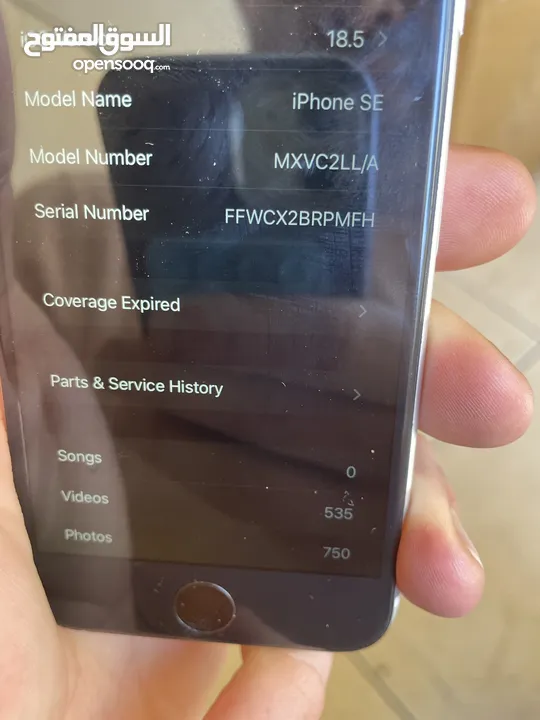 السوق المفتوح
opensooq.com
18.5
Model Name iPhone SE
Model Number MXVC2LL/A
Serial Number FFWCX2BRPMFH
Coverage Expired
Parts & Service History
Songs 0
Videos 535
Photos 750